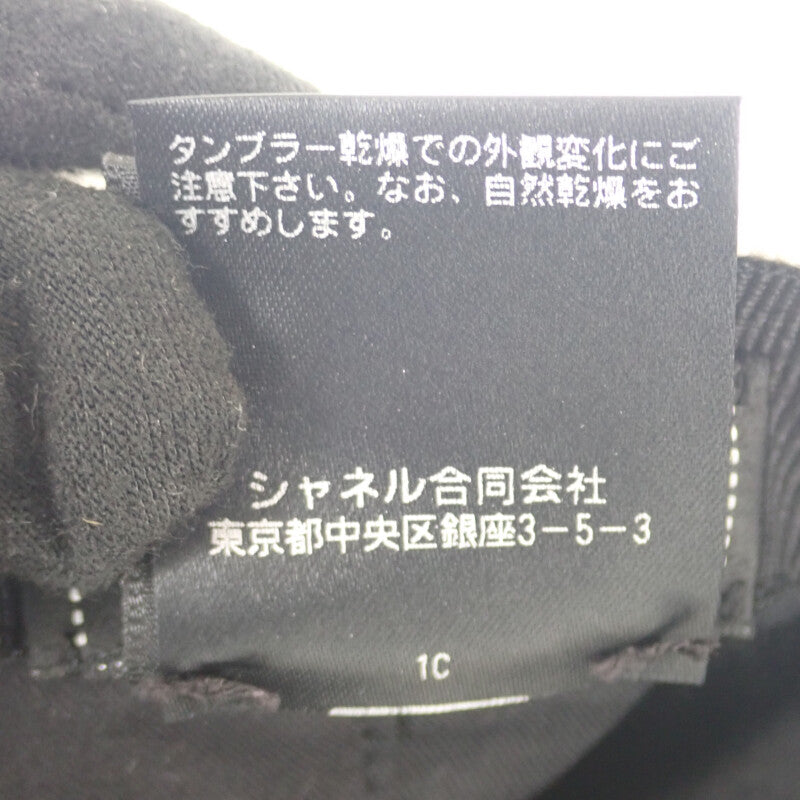 タンブラー乾燥での外観変化にご
注意下さい。なお、自然乾燥をお
すすめします。
シャネル合同会社
東京都中央区銀座3-5-3
1C